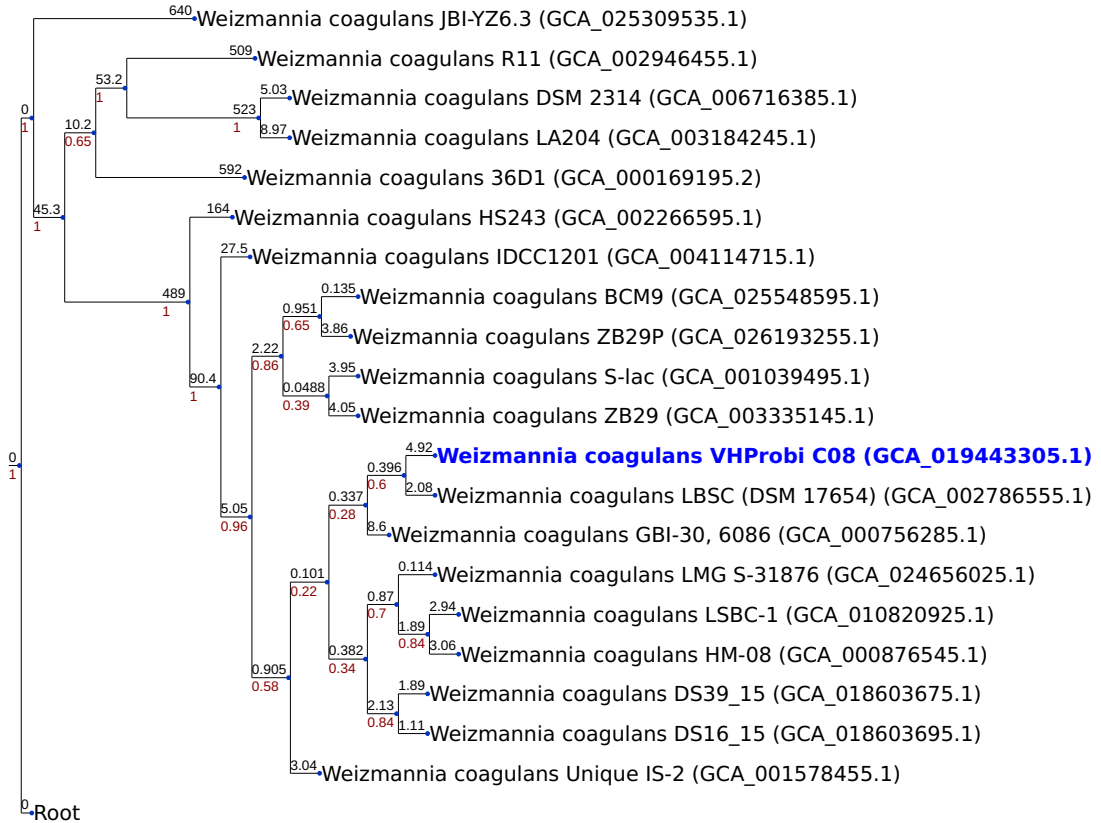 640
Weizmannia coagulans JBI-YZ6.3 (GCA_025309535.1)
509
Weizmannia coagulans R11 (GCA_002946455.1)
53.2
1
5.03
Weizmannia coagulans DSM 2314 (GCA_006716385.1)
0
1
523
1
10.2
0.65
8.97
Weizmannia coagulans LA204 (GCA_003184245.1)
592
Weizmannia coagulans 36D1 (GCA_000169195.2)
45.3
1
164
Weizmannia coagulans HS243 (GCA_002266595.1)
27.5
Weizmannia coagulans IDCC1201 (GCA_004114715.1)
489
1
0.135
Weizmannia coagulans BCM9 (GCA_025548595.1)
0.951
0.65
3.86
Weizmannia coagulans ZB29P (GCA_026193255.1)
2.22
0.86
3.95
Weizmannia coagulans S-lac (GCA_001039495.1)
90.4
1
0.0488
0.39
4.05
Weizmannia coagulans ZB29 (GCA_003335145.1)
4.92
Weizmannia coagulans VHProbi C08 (GCA_019443305.1)
0
1
0.396
0.6
2.08
Weizmannia coagulans LBSC (DSM 17654) (GCA_002786555.1)
5.05
0.96
0.337
0.28
8.6
Weizmannia coagulans GBI-30, 6086 (GCA_000756285.1)
0.114
Weizmannia coagulans LMG S-31876 (GCA_024656025.1)
0.101
0.22
0.87
0.7
2.94
Weizmannia coagulans LSBC-1 (GCA_010820925.1)
1.89
0.84
3.06
Weizmannia coagulans HM-08 (GCA_000876545.1)
0.382
0.34
0.905
0.58
1.89
Weizmannia coagulans DS39_15 (GCA_018603675.1)
2.13
0.84
1.11
Weizmannia coagulans DS16_15 (GCA_018603695.1)
3.04
Weizmannia coagulans Unique IS-2 (GCA_001578455.1)
0
Root